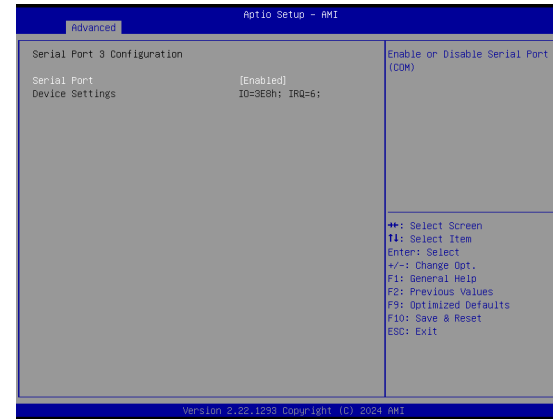 Aptio Setup - AMI
Advanced
Serial Port 3 Configuration
Serial Port [Enabled]
Device Settings IO=3E8h; IRQ=6;
Enable or Disable Serial Port
(COM)
→←: Select Screen
↑↓: Select Item
Enter: Select
+/-: Change Opt.
F1: General Help
F2: Previous Values
F9: Optimized Defaults
F10: Save & Reset
ESC: Exit
Version 2.22.1293 Copyright (C) 2024 AMI